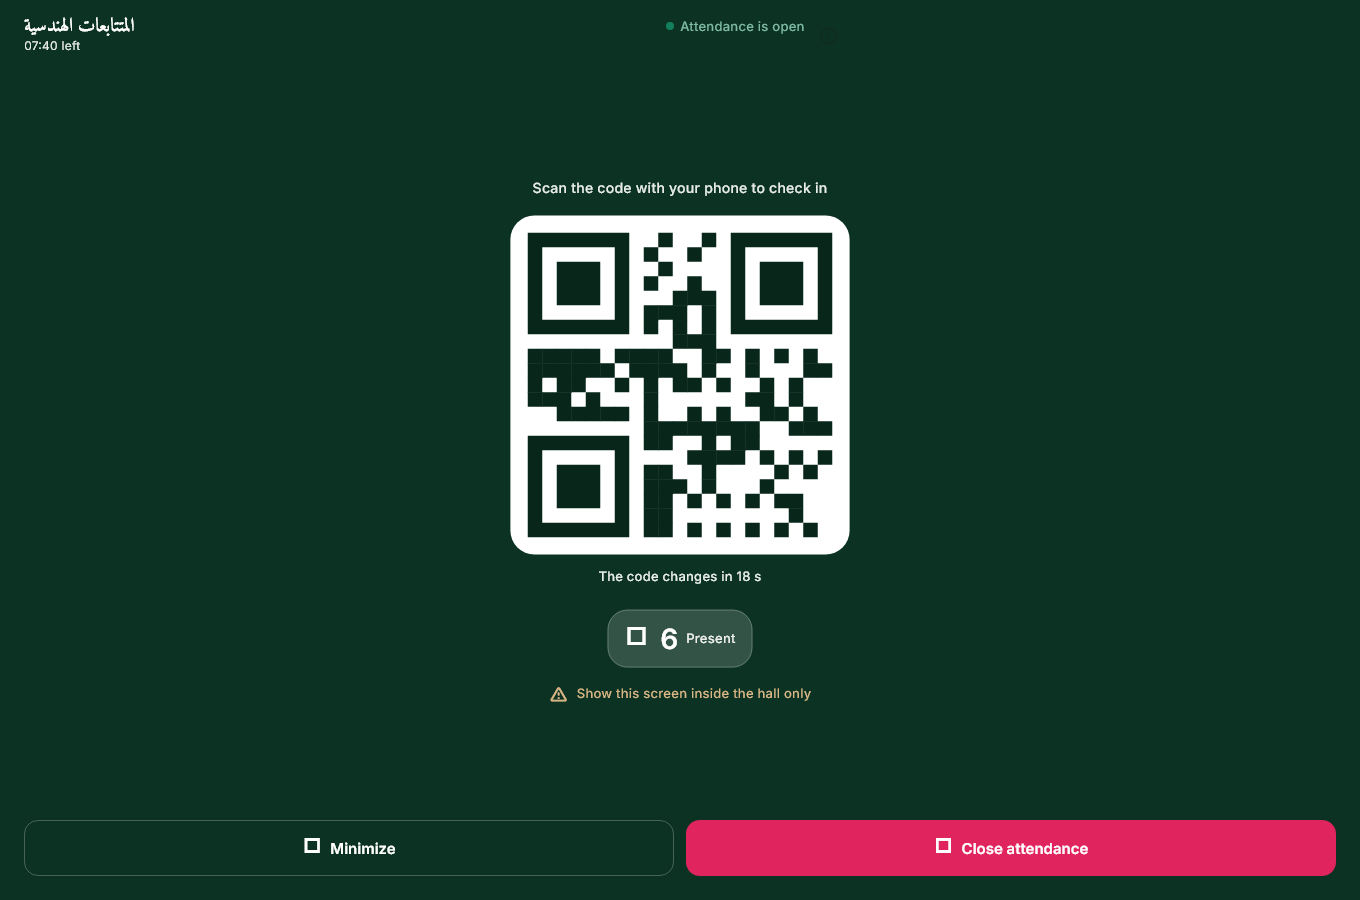 المتتابعات الهندسية
07:40 left
Attendance is open
Scan the code with your phone to check in
The code changes in 18 s
6 Present
Show this screen inside the hall only
Minimize
Close attendance